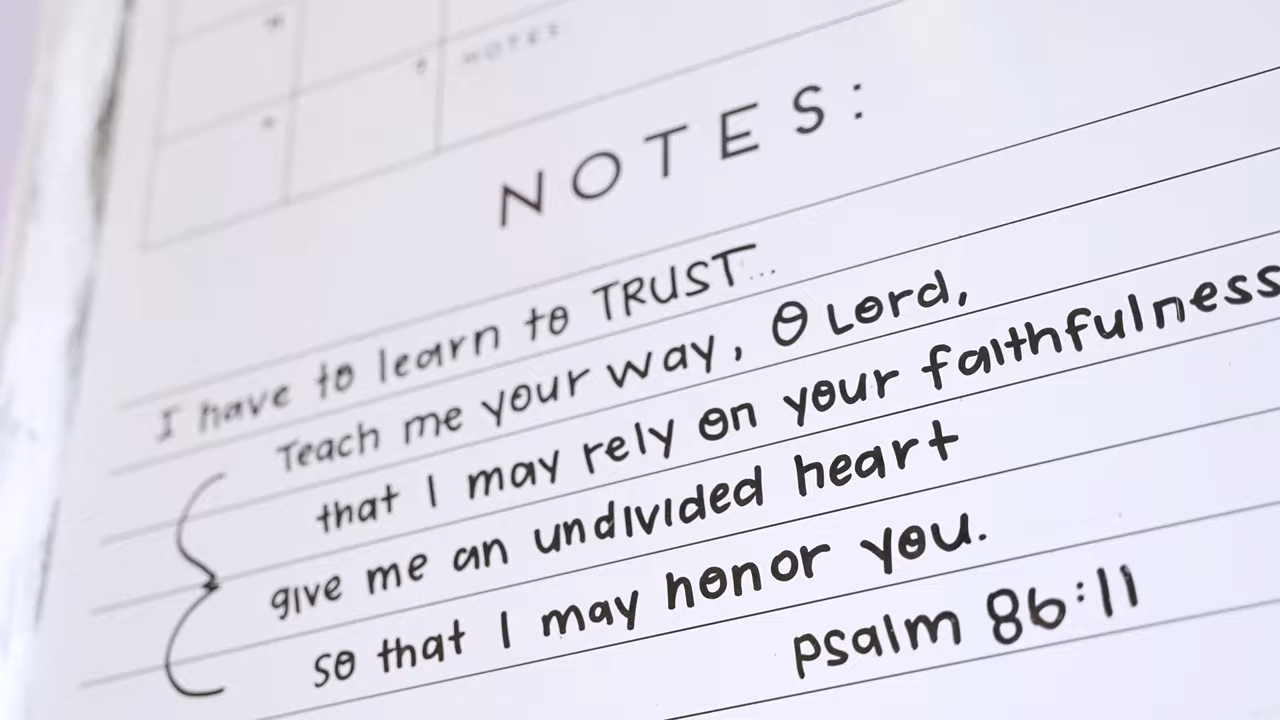 NOTES:
NOTES:
I have to learn to TRUST...
Teach me your way, O Lord,
that I may rely on your faithfulness
give me an undivided heart
so that I may honor you.
psalm 86:11